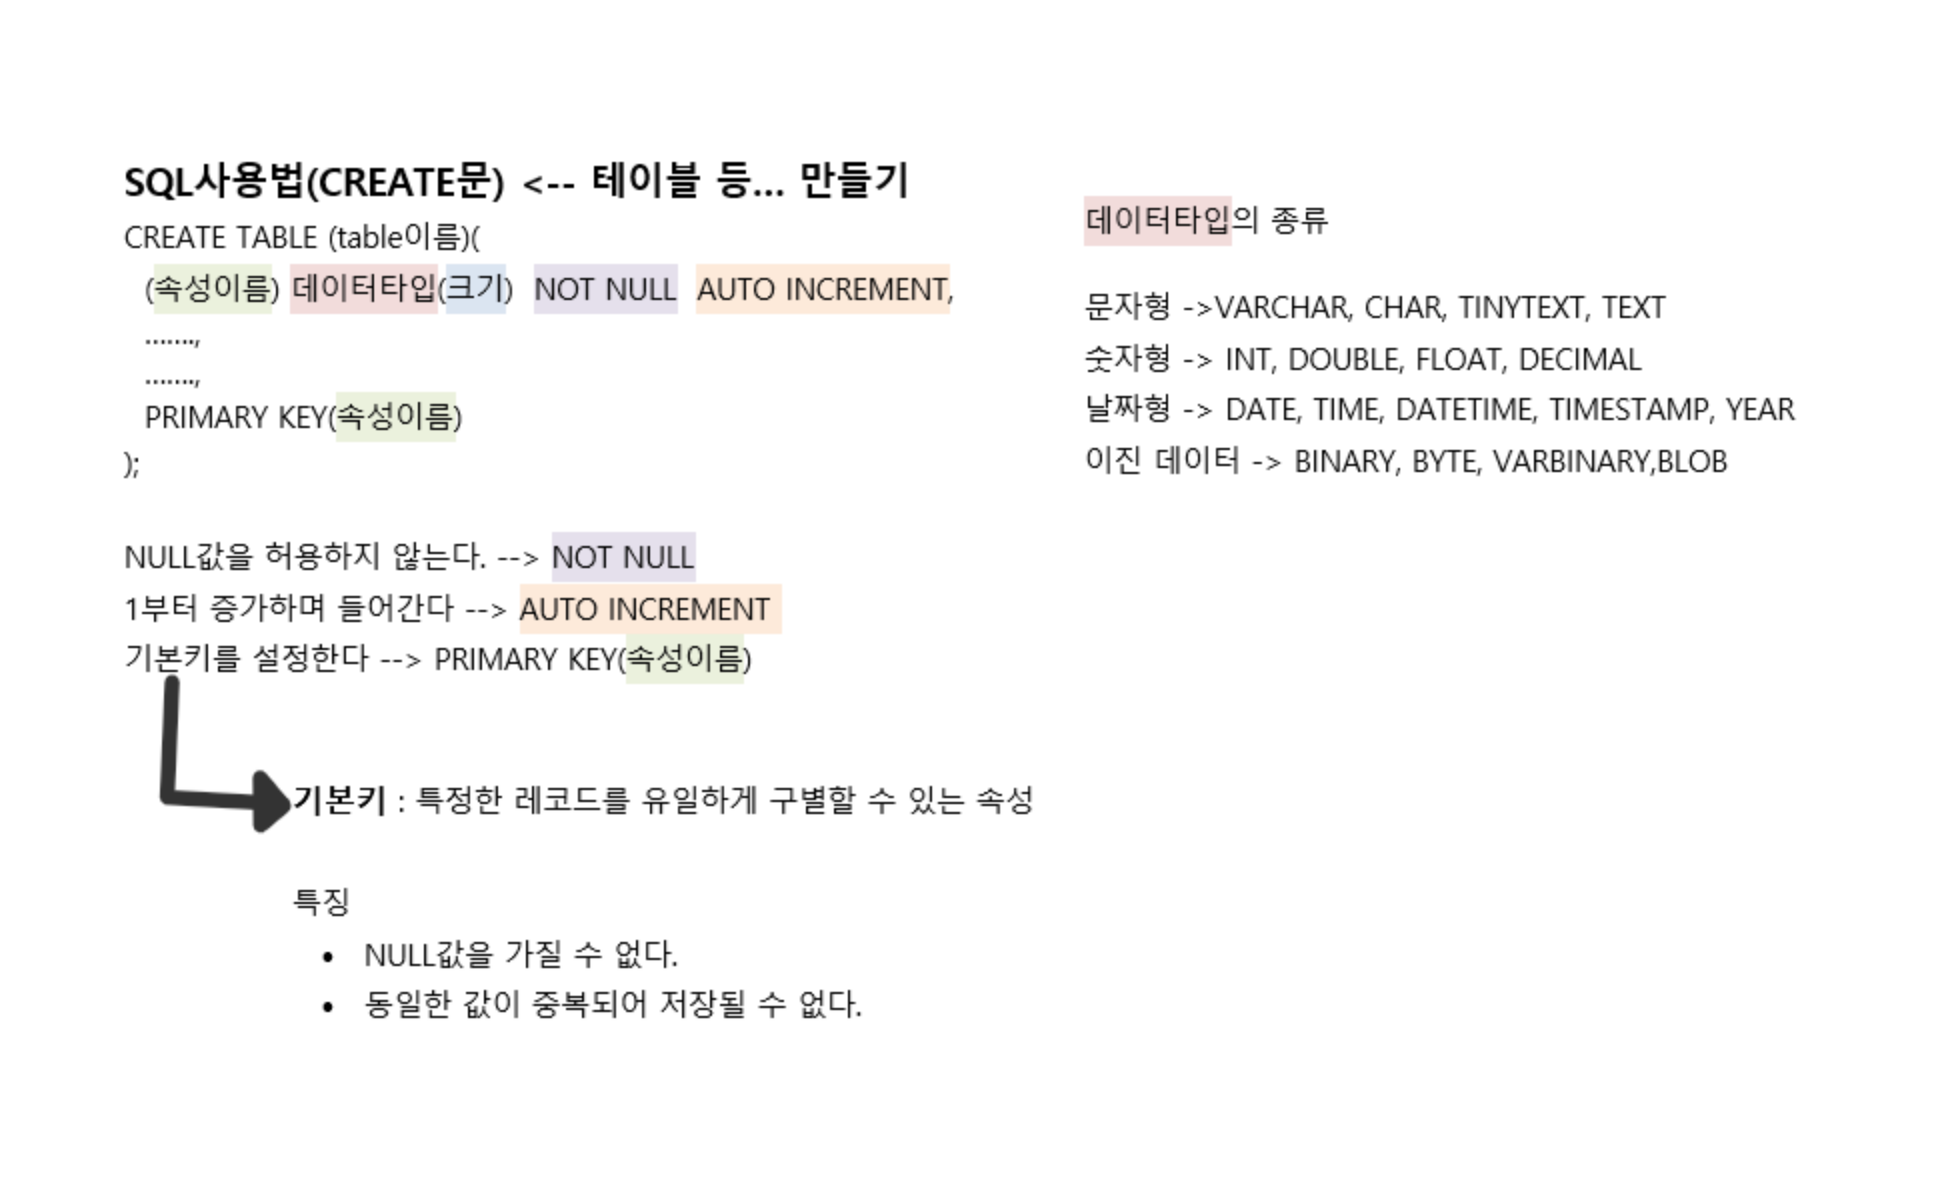 SQL사용법(CREATE문) <-- 테이블 등... 만들기
CREATE TABLE (table이름)(
(속성이름) 데이터타입(크기) NOT NULL AUTO INCREMENT,
.......,
.......,
PRIMARY KEY(속성이름)
);
NULL값을 허용하지 않는다. --> NOT NULL
1부터 증가하며 들어간다 --> AUTO INCREMENT
기본키를 설정한다 --> PRIMARY KEY(속성이름)
기본키 : 특정한 레코드를 유일하게 구별할 수 있는 속성
특징
• NULL값을 가질 수 없다.
• 동일한 값이 중복되어 저장될 수 없다.
데이터타입의 종류
문자형 ->VARCHAR, CHAR, TINYTEXT, TEXT
숫자형 -> INT, DOUBLE, FLOAT, DECIMAL
날짜형 -> DATE, TIME, DATETIME, TIMESTAMP, YEAR
이진 데이터 -> BINARY, BYTE, VARBINARY,BLOB